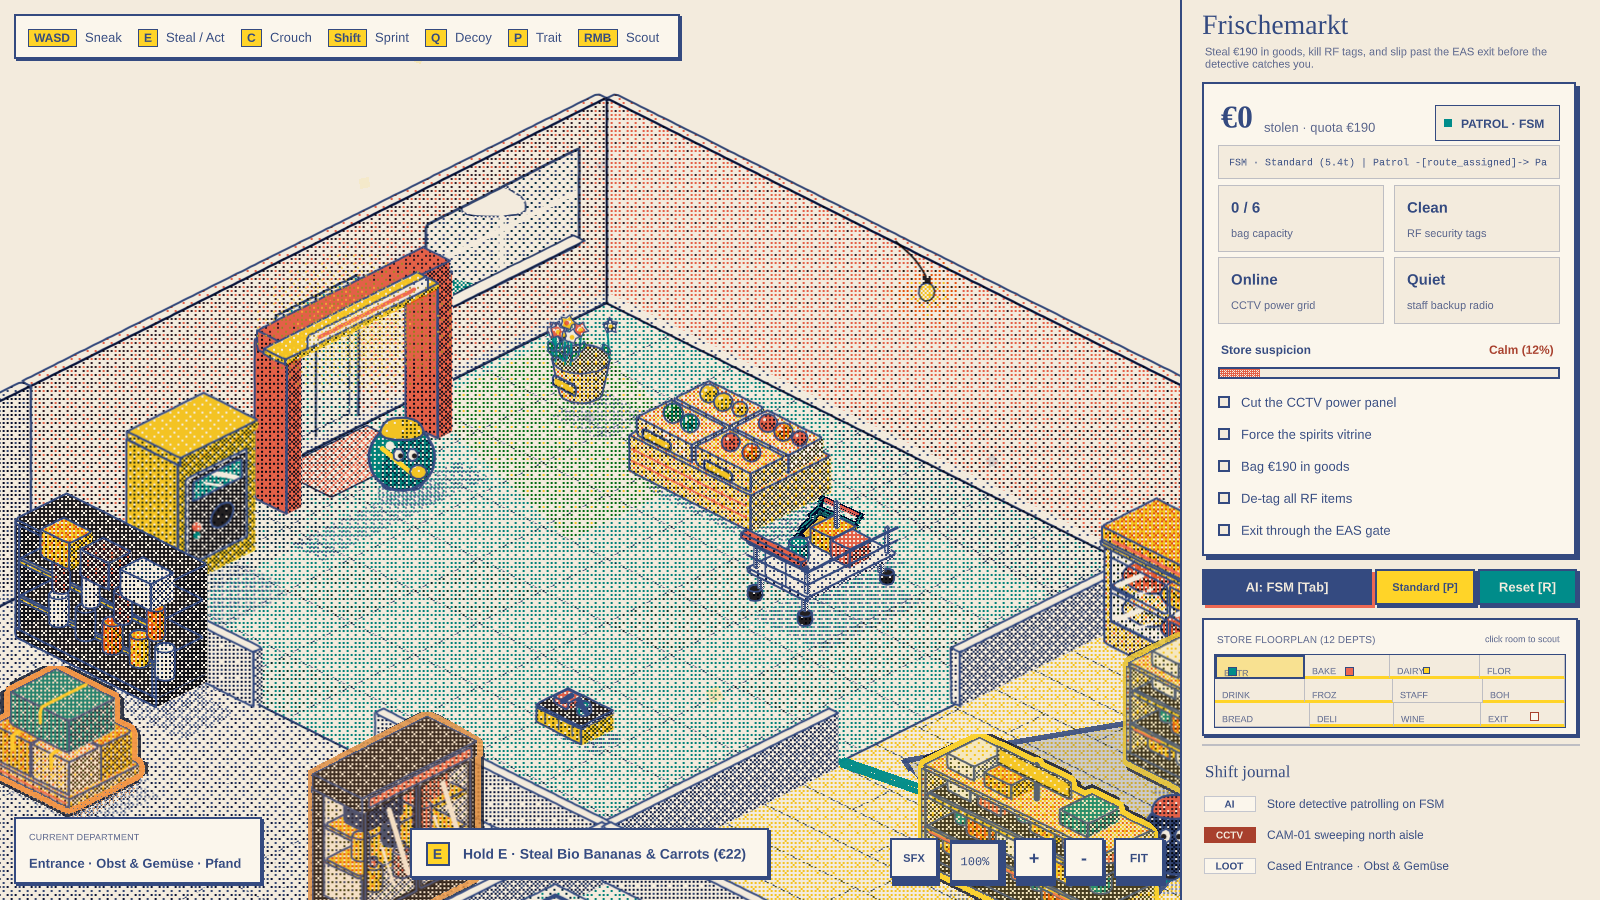 WASD Sneak E Steal / Act C Crouch Shift Sprint Q Decoy P Trait RMB Scout
Frischemarkt
Steal €190 in goods, kill RF tags, and slip past the EAS exit before the
detective catches you.
€0 stolen · quota €190
PATROL · FSM
FSM · Standard (5.4t) | Patrol -[route_assigned]-> Pa
0 / 6
bag capacity
Clean
RF security tags
Online
CCTV power grid
Quiet
staff backup radio
Store suspicion
Calm (12%)
Cut the CCTV power panel
Force the spirits vitrine
Bag €190 in goods
De-tag all RF items
Exit through the EAS gate
AI: FSM [Tab]
Standard [P]
Reset [R]
STORE FLOORPLAN (12 DEPTS)
click room to scout
BAKE DAIRY FLOR
DRINK FROZ STAFF BOH
BREAD DELI WINE EXIT
Shift journal
AI Store detective patrolling on FSM
CCTV CAM-01 sweeping north aisle
LOOT Cased Entrance · Obst & Gemüse
CURRENT DEPARTMENT
Entrance · Obst & Gemüse · Pfand
E Hold E · Steal Bio Bananas & Carrots (€22)
SFX 100% + - FIT